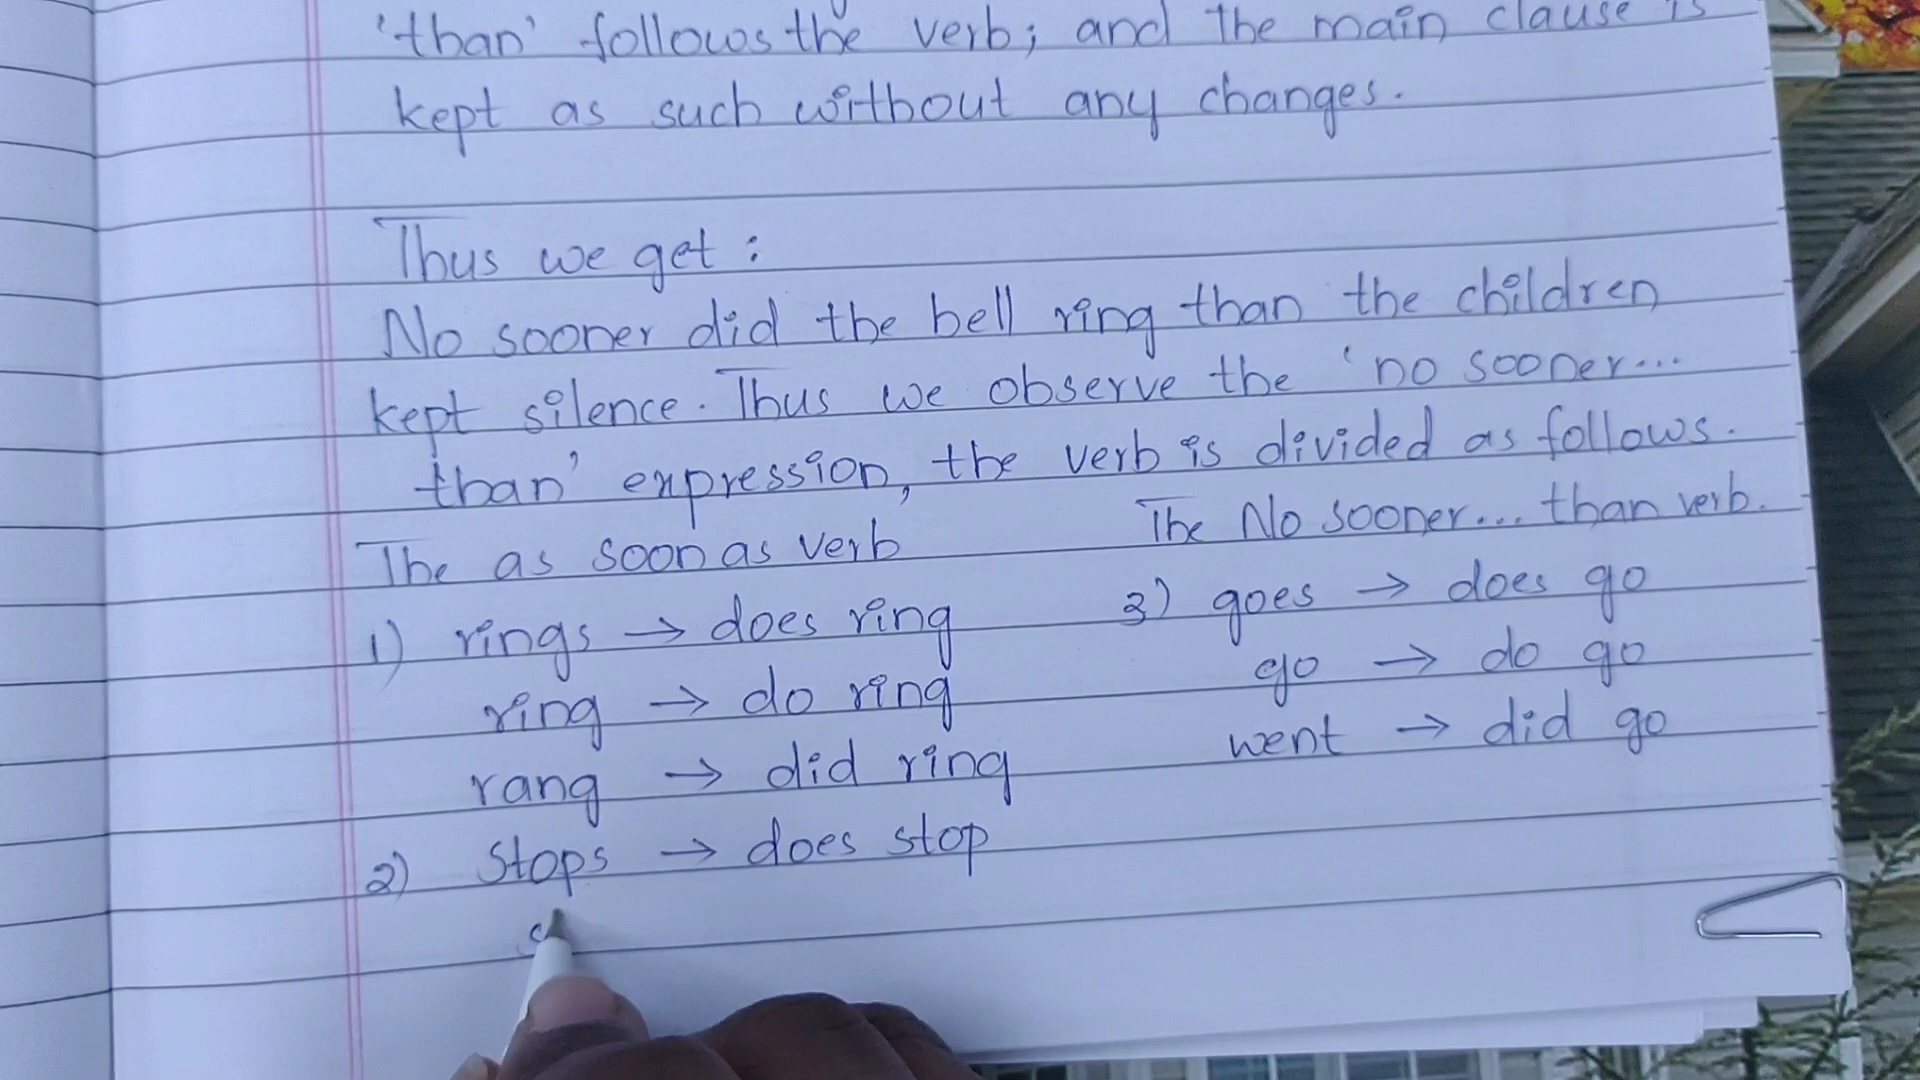 'than' follows the verb; and the main clause is
kept as such without any changes.
Thus we get :
No sooner did the bell ring than the children
kept silence. Thus we observe the 'no sooner...
than' expression, the verb is divided as follows.
The as soon as verb
1) rings → does ring
ring → do ring
rang → did ring
2) Stops → does stop
The No sooner... than verb.
3) goes → does go
go → do go
went → did go